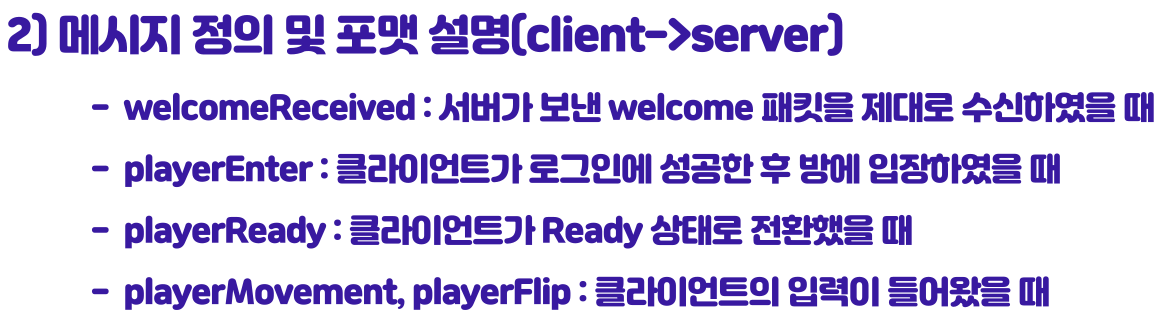 2) 메시지 정의 및 포맷 설명(client->server)
- welcomeReceived : 서버가 보낸 welcome 패킷을 제대로 수신하였을 때
- playerEnter : 클라이언트가 로그인에 성공한 후 방에 입장하였을 때
- playerReady : 클라이언트가 Ready 상태로 전환했을 때
- playerMovement, playerFlip : 클라이언트의 입력이 들어왔을 때